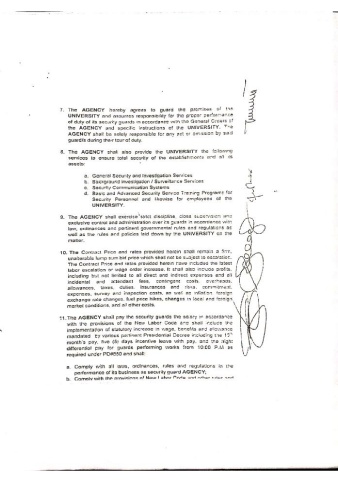 7. The AGENCY hereby agrees to guard the premises of the
UNIVERSITY and assumes responsibility for the proper performance
of duty of its security guards in accordance with the General Orders of
the AGENCY and specific instructions of the UNIVERSITY. The
AGENCY shall be solely responsible for any act or omission by said
guards during their tour of duty.
8. The AGENCY shall also provide the UNIVERSITY the following
services to ensure total security of the establishments and all its
assets:
a. General Security and Investigation Services
b. Background Investigation / Surveillance Services
c. Security Communication Systems
d. Basic and Advanced Security Service Training Programs for
Security Personnel and likewise for employees of the
UNIVERSITY.
9. The AGENCY shall exercise total discipline, close supervision and
exclusive control and administration over its guards in accordance with
law, ordinances and pertinent governmental rules and regulations as
well as the rules and policies laid down by the UNIVERSITY on the
matter.
10. The Contract Price and rates provided herein shall remain a firm,
unalterable lump sum bid price which shall not be subject to escalation.
The Contract Price and rates provided herein have included the latest
labor escalation or wage order increase. It shall also include profits,
including but not limited to all direct and indirect expenses and all
incidental and attendant fees, contingent costs, overheads,
allowances, taxes, duties, insurances and risks, commercial,
expenses, survey and inspection costs, as well as inflation, foreign
exchange rate changes, fuel price hikes, changes in local and foreign
market conditions, and all other costs.
11. The AGENCY shall pay the security guards the salary in accordance
with the provisions of the New Labor Code and shall include the
implementation of statutory increase in wage, benefits and allowance
mandated by various pertinent Presidential Decree including the 13th
month's pay, five (5) days incentive leave with pay, and the night
differential pay for guards performing works from 10:00 P.M as
required under PD#850 and shall:
a. Comply with all laws, ordinances, rules and regulations in the
performance of its business as security guard AGENCY,
b. Comply with the provisions of New Labor Code and other rules and